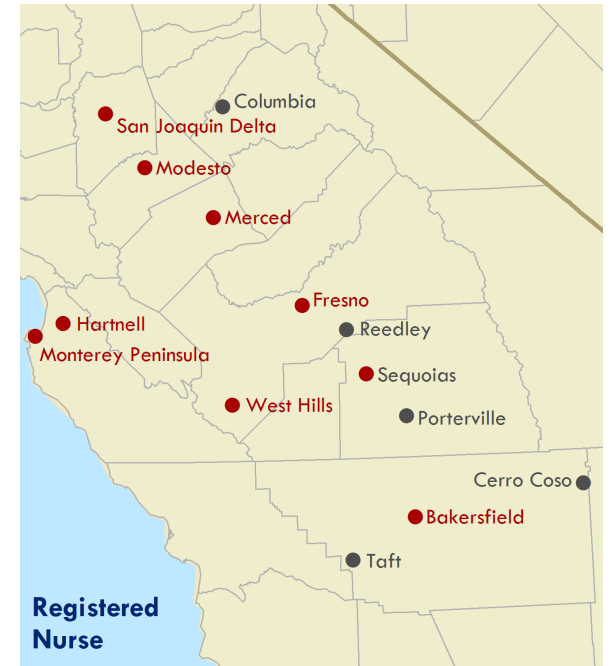 Columbia
San Joaquin Delta
Modesto
Merced
Fresno
Hartnell
Reedley
Monterey Peninsula
Sequoias
West Hills
Porterville
Cerro Coso
Bakersfield
Taft
Registered
Nurse